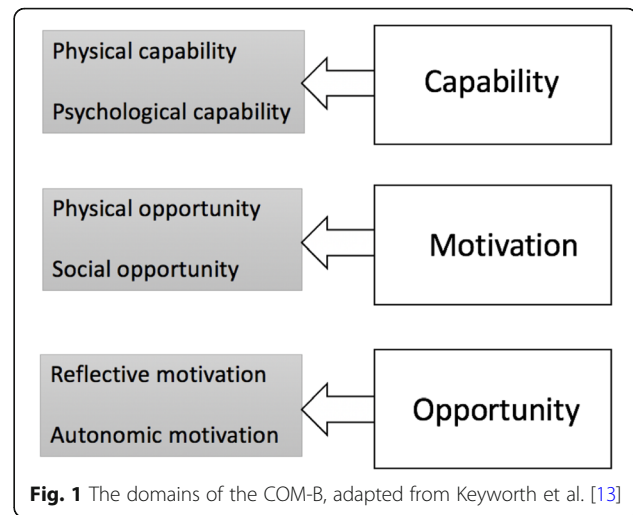 Physical capability
Psychological capability
Capability
Physical opportunity
Social opportunity
Motivation
Reflective motivation
Autonomic motivation
Opportunity
Fig. 1 The domains of the COM-B, adapted from Keyworth et al. [13]